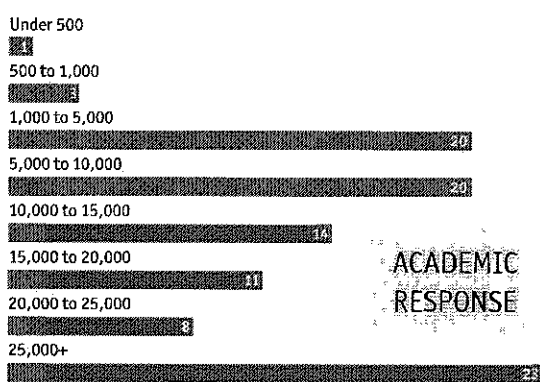 Under 500
1
500 to 1,000
3
1,000 to 5,000
20
5,000 to 10,000
20
10,000 to 15,000
14
15,000 to 20,000
11
20,000 to 25,000
8
25,000+
23
ACADEMIC
RESPONSE